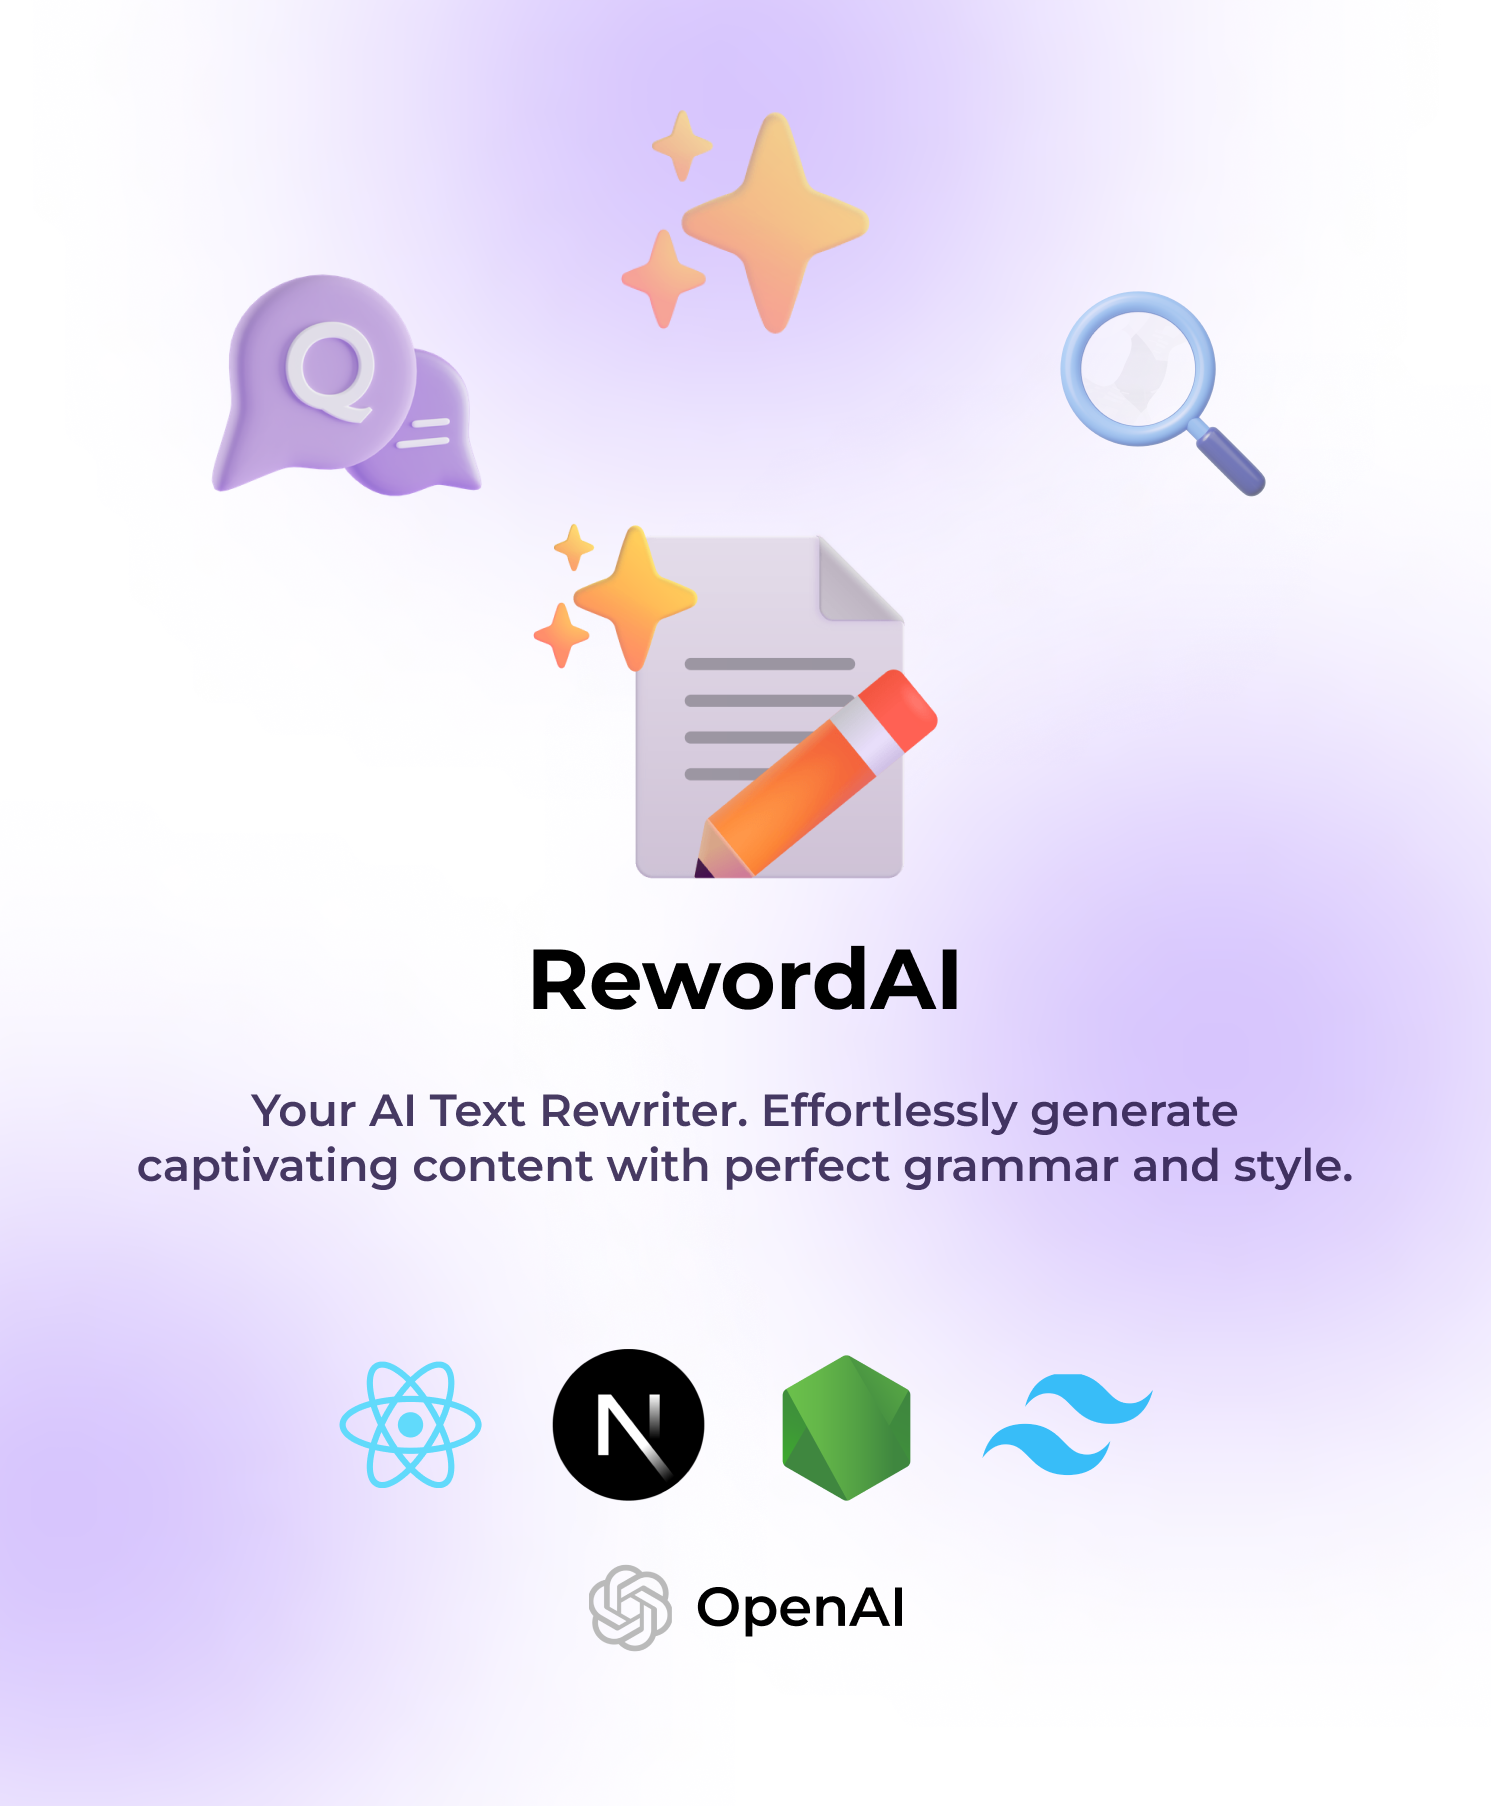 Q
RewordAI
Your AI Text Rewriter. Effortlessly generate
captivating content with perfect grammar and style.
N
OpenAI